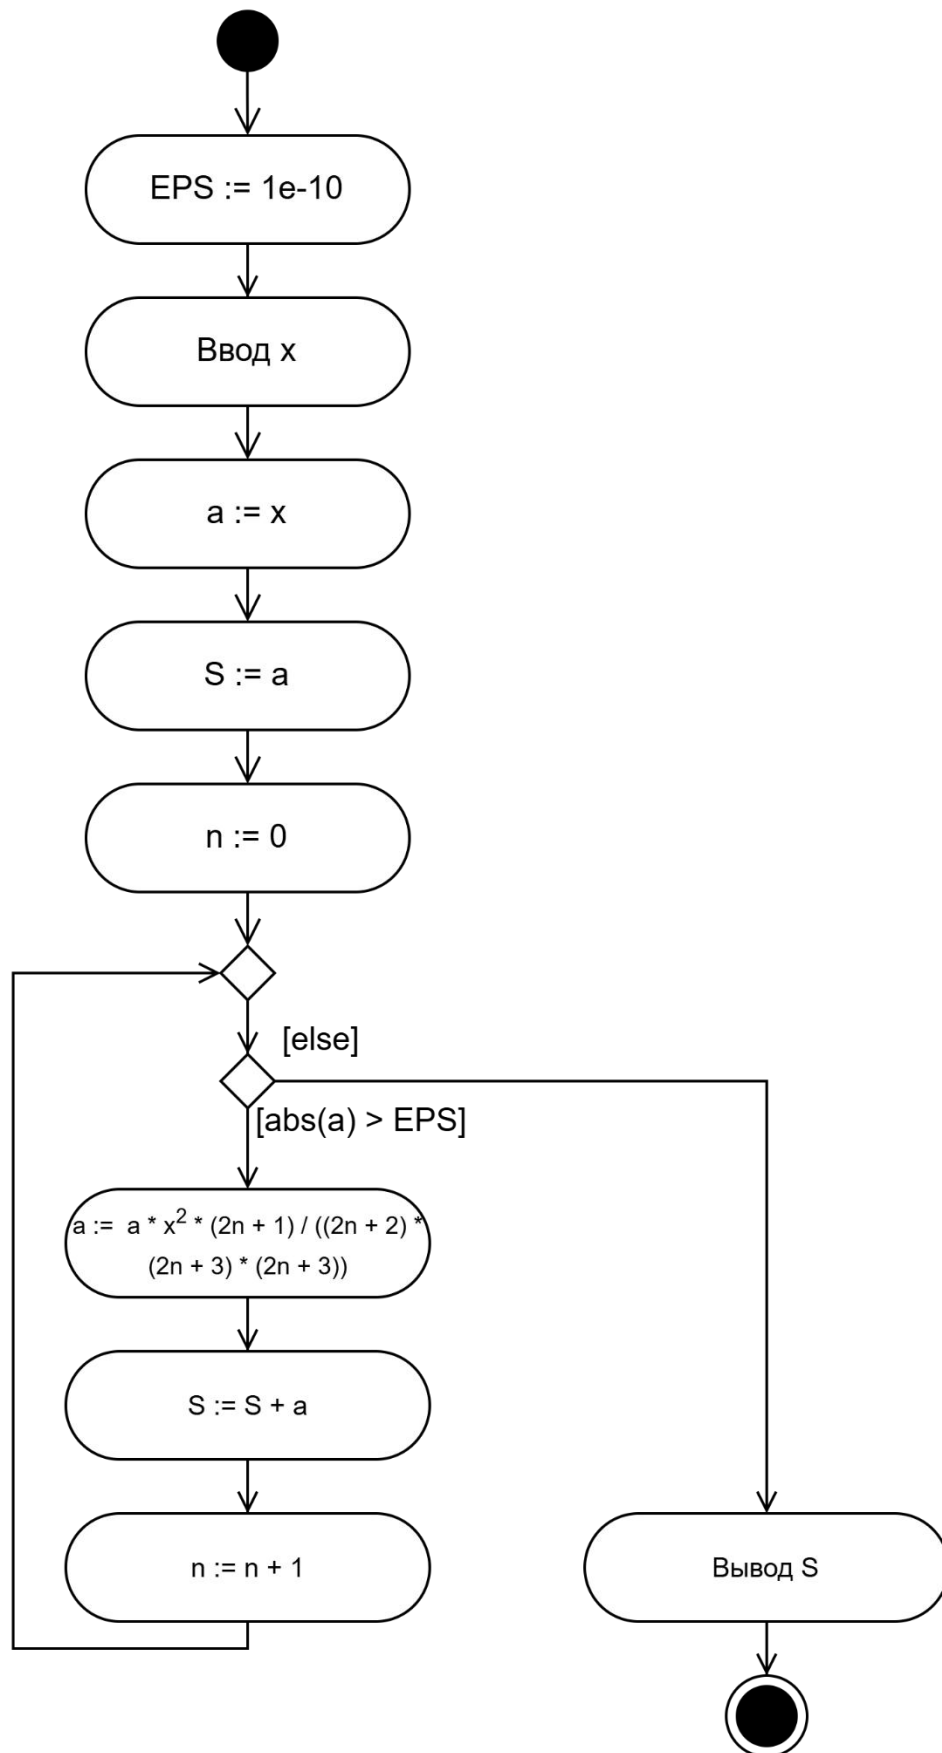 EPS := 1e-10
Ввод x
a := x
S := a
n := 0
[else]
[abs(a) > EPS]
a := a * x² * (2n + 1) / ((2n + 2) *
(2n + 3) * (2n + 3))
S := S + a
n := n + 1
Вывод S